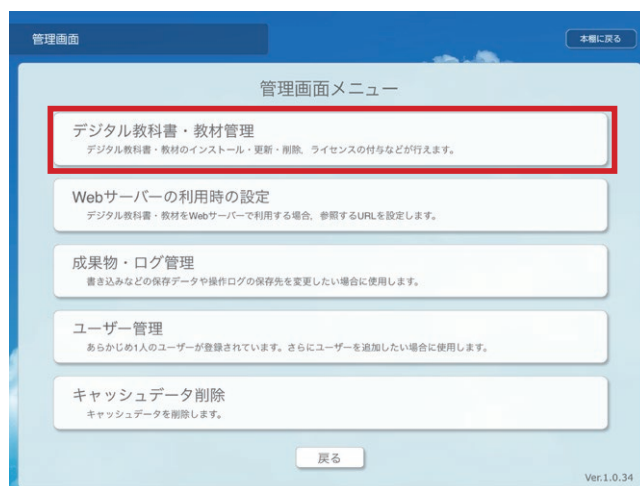 管理画面
本棚に戻る
管理画面メニュー
デジタル教科書・教材管理
デジタル教科書・教材のインストール・更新・削除、ライセンスの付与などが行えます。
Webサーバーの利用時の設定
デジタル教科書・教材をWebサーバーで利用する場合、参照するURLを設定します。
成果物・ログ管理
書き込みなどの保存データや操作ログの保存先を変更したい場合に使用します。
ユーザー管理
あらかじめ1人のユーザーが登録されています。さらにユーザーを追加したい場合に使用します。
キャッシュデータ削除
キャッシュデータを削除します。
戻る
Ver.1.0.34